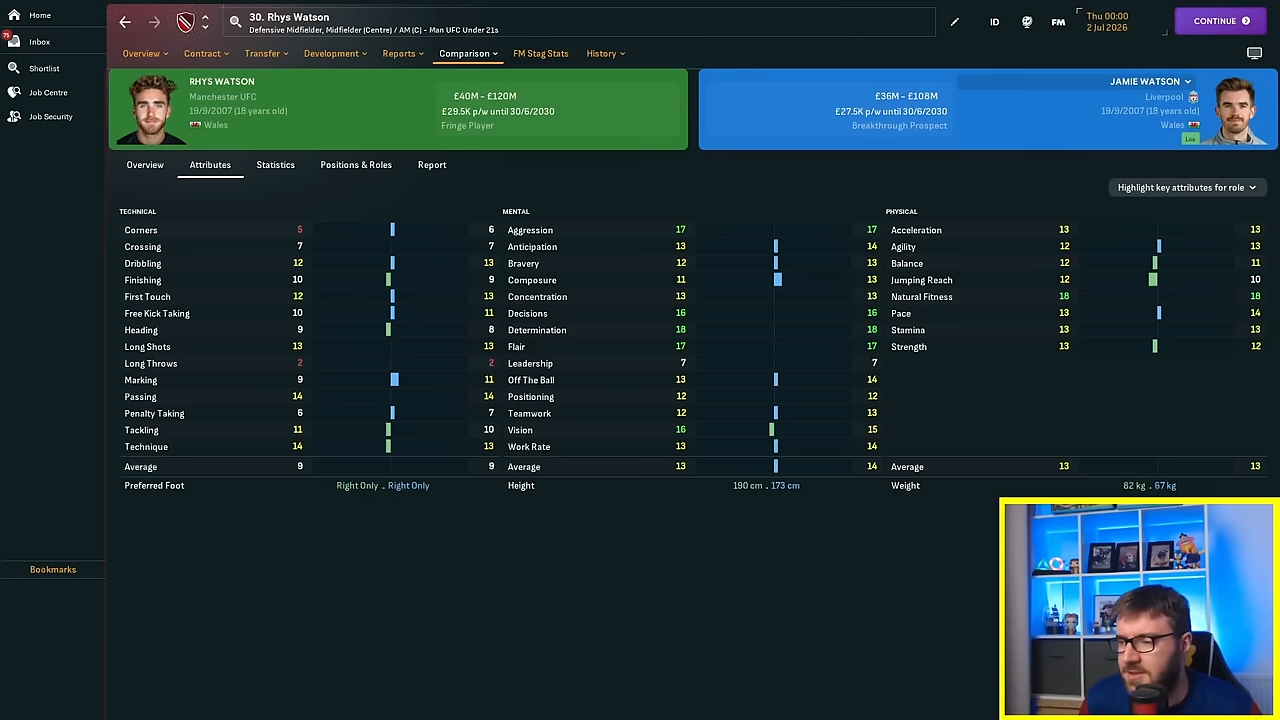 Home
75
Inbox
Shortlist
Job Centre
Job Security
Bookmarks
30. Rhys Watson
Defensive Midfielder, Midfielder (Centre) / AM (C) - Man UFC Under 21s
ID
FM
Thu 00:00
2 Jul 2026
CONTINUE
Overview
Contract
Transfer
Development
Reports
Comparison
FM Stag Stats
History
RHYS WATSON
Manchester UFC
19/9/2007 (18 years old)
Wales
£40M - £120M
£29.5K p/w until 30/6/2030
Fringe Player
£36M - £108M
£27.5K p/w until 30/6/2030
Breakthrough Prospect
JAMIE WATSON
Liverpool
19/9/2007 (18 years old)
Wales
Loa
Overview
Attributes
Statistics
Positions & Roles
Report
Highlight key attributes for role
TECHNICAL
Corners 5 6
Crossing 7 7
Dribbling 12 13
Finishing 10 9
First Touch 12 13
Free Kick Taking 10 11
Heading 9 8
Long Shots 13 13
Long Throws 2 2
Marking 9 11
Passing 14 14
Penalty Taking 6 7
Tackling 11 10
Technique 14 13
Average 9 9
Preferred Foot Right Only - Right Only
MENTAL
Aggression 17 17
Anticipation 13 14
Bravery 12 13
Composure 11 13
Concentration 13 13
Decisions 16 16
Determination 18 18
Flair 17 17
Leadership 7 7
Off The Ball 13 14
Positioning 12 12
Teamwork 12 13
Vision 16 15
Work Rate 13 14
Average 13 14
Height 190 cm - 173 cm
PHYSICAL
Acceleration 13 13
Agility 12 13
Balance 12 11
Jumping Reach 12 10
Natural Fitness 18 18
Pace 13 14
Stamina 13 13
Strength 13 12
Average 13 13
Weight 82 kg - 67 kg